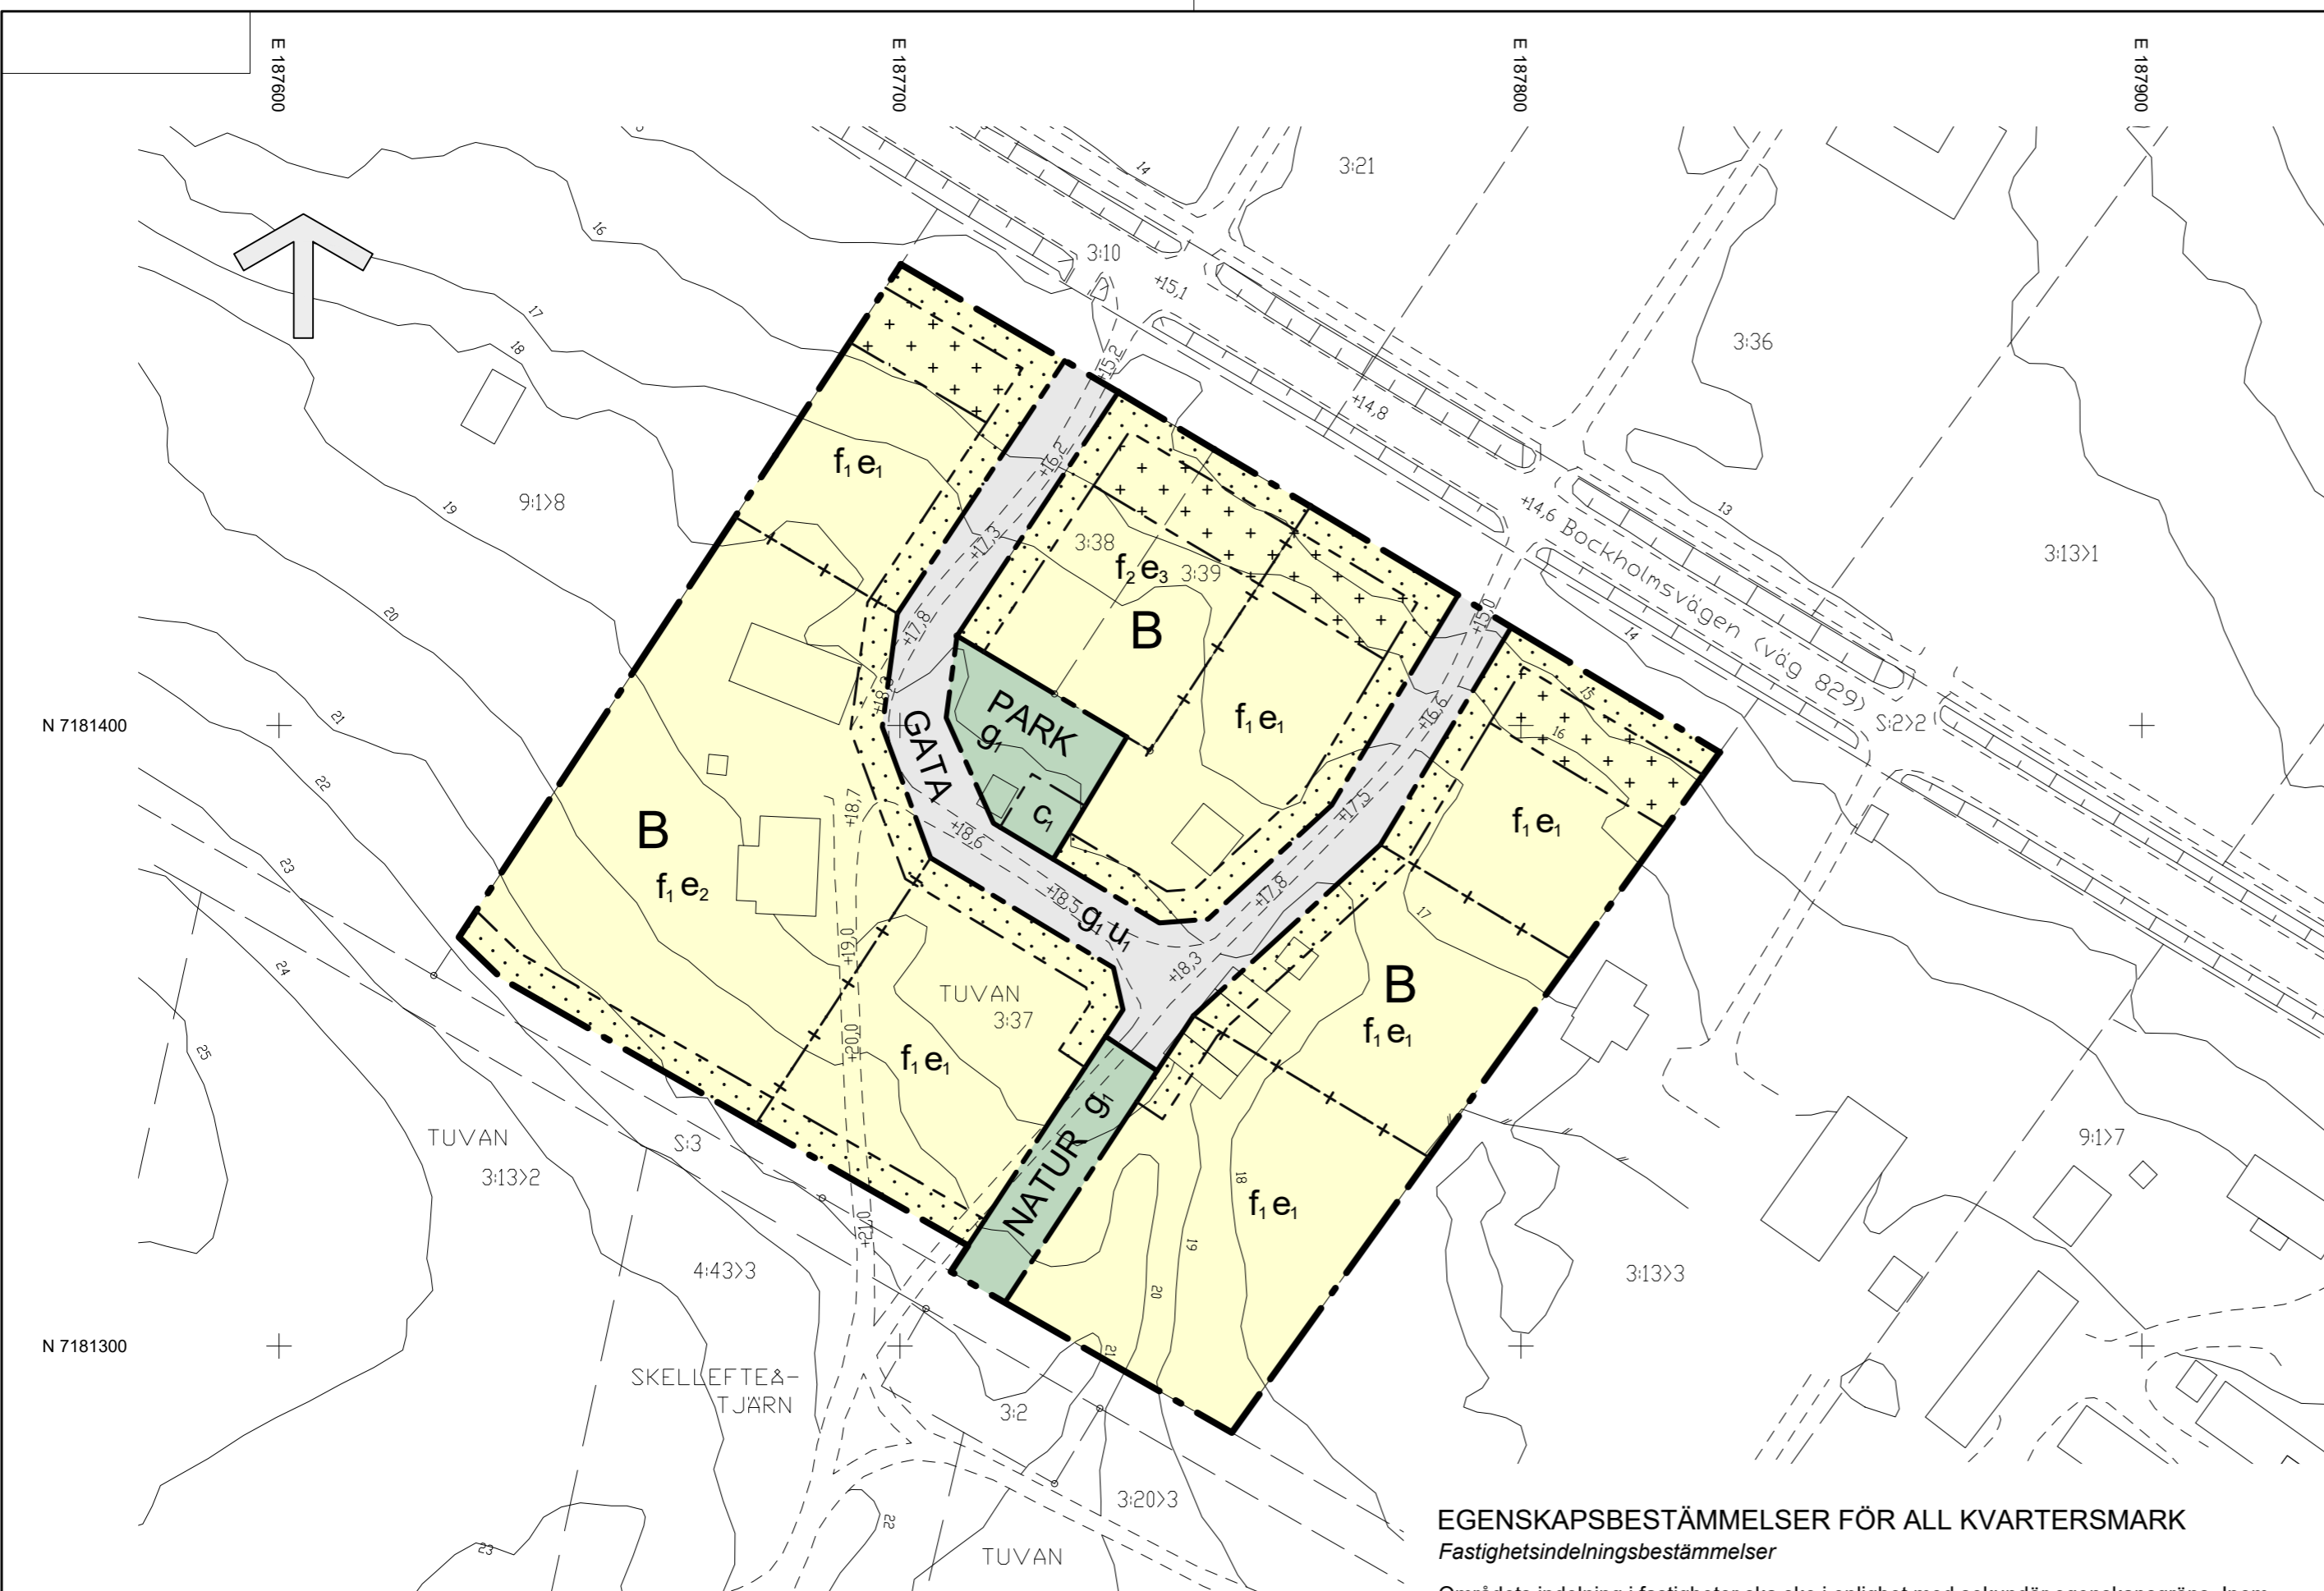 E 187600
E 187700
E 187800
E 187900
14
3:21
16
3:10
+15,1
17
3:36
18
+15,2
+14,8
f₁ e₁
+16,2
9:1>8
19
13
+14,6
Bockholmsvägen (väg 829)
+17,3
3:38
3:13>1
f₂ e₃
3:39
20
+17,8
B
+15,0
14
15
+18,3
PARK
g₁
f₁ e₁
+16,6
S:2>2
N 7181400
21
GATA
16
22
+18,7
+17,5
B
c₁
+18,6
f₁ e₁
23
f₁ e₂
+17,8
+18,5
g₁ u₁
17
24
+19,0
+18,3
B
TUVAN
3:37
f₁ e₁
25
+20,0
f₁ e₁
g₁
TUVAN
S:3
9:1>7
3:13>2
NATUR
18
f₁ e₁
+21,0
19
4:43>3
3:13>3
20
N 7181300
21
SKELLEFTEÅ-
TJÄRN
3:2
3:20>3
22
23
TUVAN
EGENSKAPSBESTÄMMELSER FÖR ALL KVARTERSMARK
Fastighetsindelningsbestämmelser